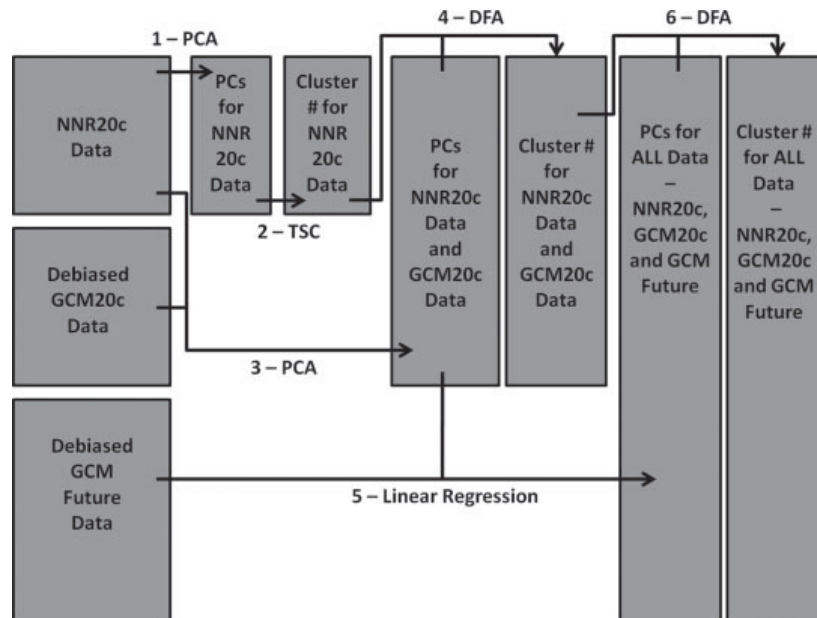 1 – PCA
4 – DFA
6 – DFA
NNR20c
Data
PCs
for
NNR
20c
Data
Cluster
# for
NNR
20c
Data
2 – TSC
PCs
for
NNR20c
Data
and
GCM20c
Data
Cluster #
for
NNR20c
Data and
GCM20c
Data
PCs for
ALL Data
–
NNR20c,
GCM20c
and GCM
Future
Cluster #
for ALL
Data
–
NNR20c,
GCM20c
and GCM
Future
Debiased
GCM20c
Data
3 – PCA
Debiased
GCM
Future
Data
5 – Linear Regression